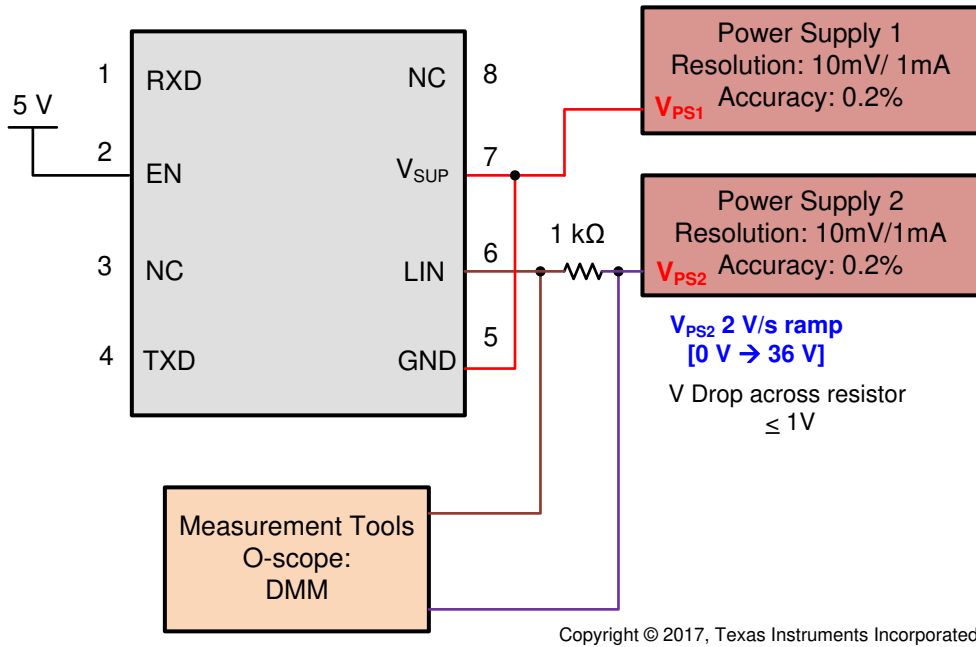 1
RXD
NC
8
5 V
2
EN
V_SUP
7
3
NC
LIN
6
1 kΩ
4
TXD
GND
5
Power Supply 1
Resolution: 10mV/ 1mA
V_PS1 Accuracy: 0.2%
Power Supply 2
Resolution: 10mV/1mA
V_PS2 Accuracy: 0.2%
V_PS2 2 V/s ramp
[0 V → 36 V]
V Drop across resistor
≤ 1V
Measurement Tools
O-scope:
DMM
Copyright © 2017, Texas Instruments Incorporated